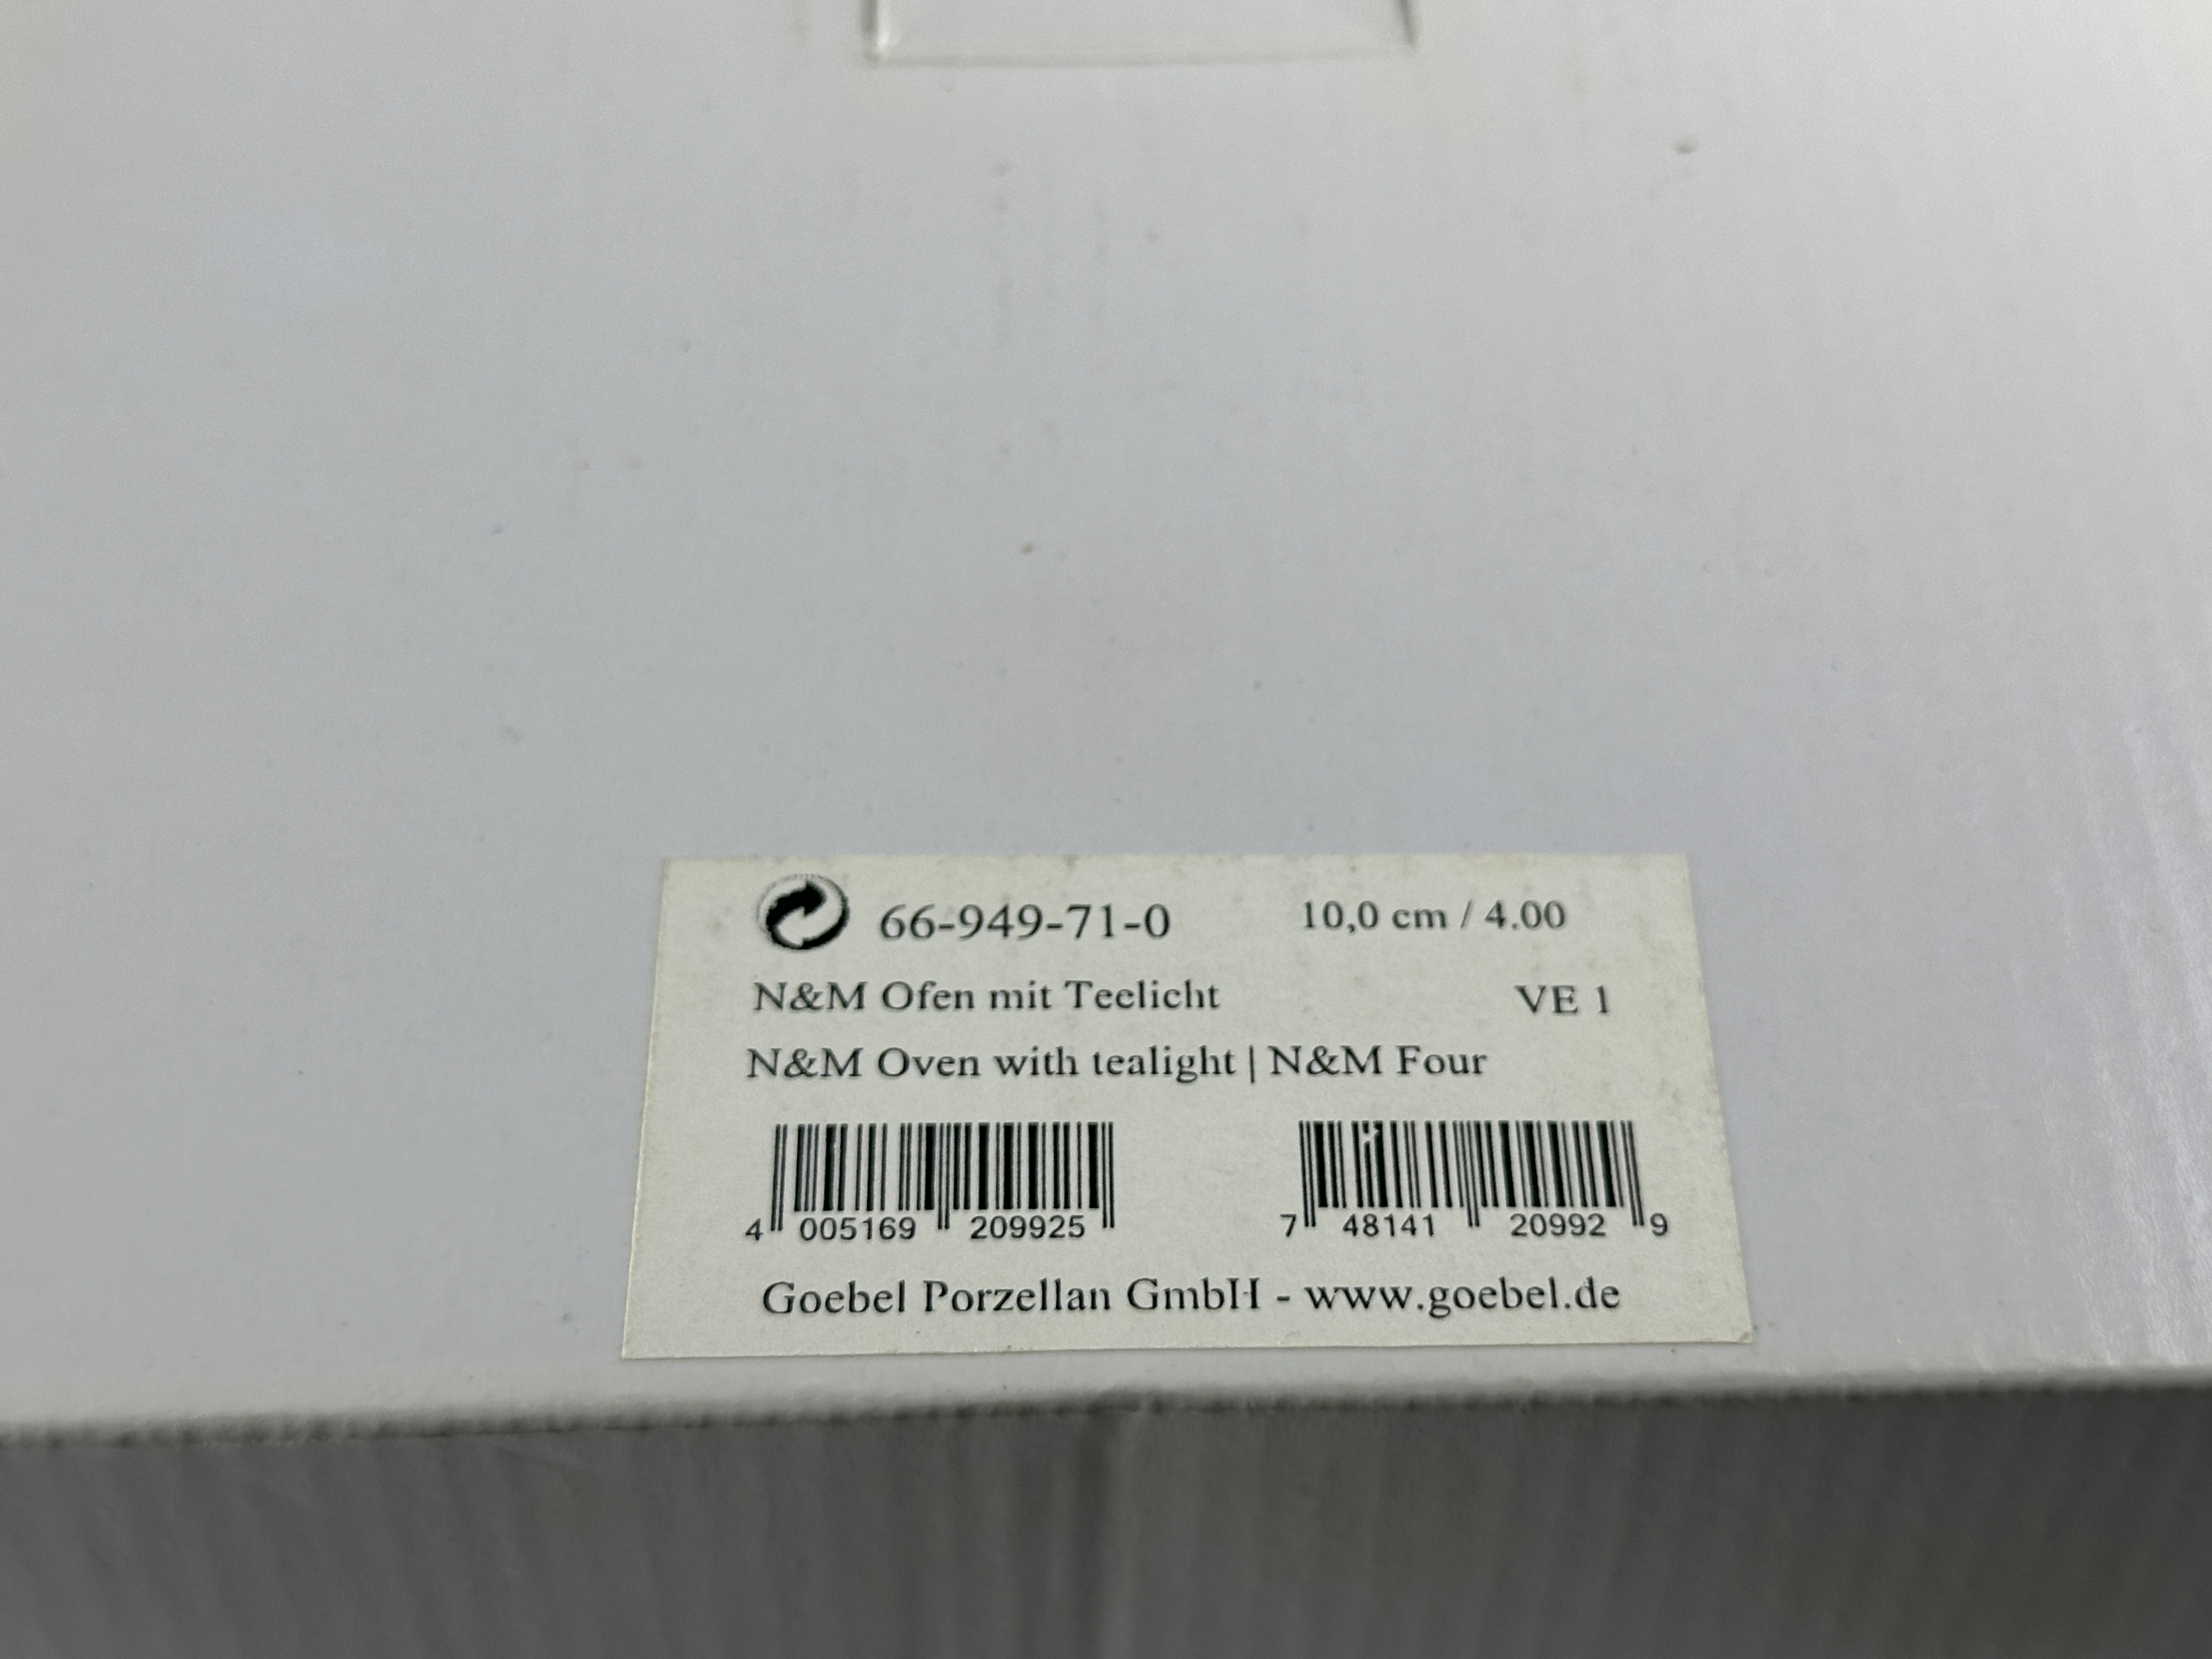 66-949-71-0 10,0 cm / 4.00
N&M Ofen mit Teelicht VE 1
N&M Oven with tealight | N&M Four
4 005169 209925 7 48141 20992 9
Goebel Porzellan GmbH - www.goebel.de